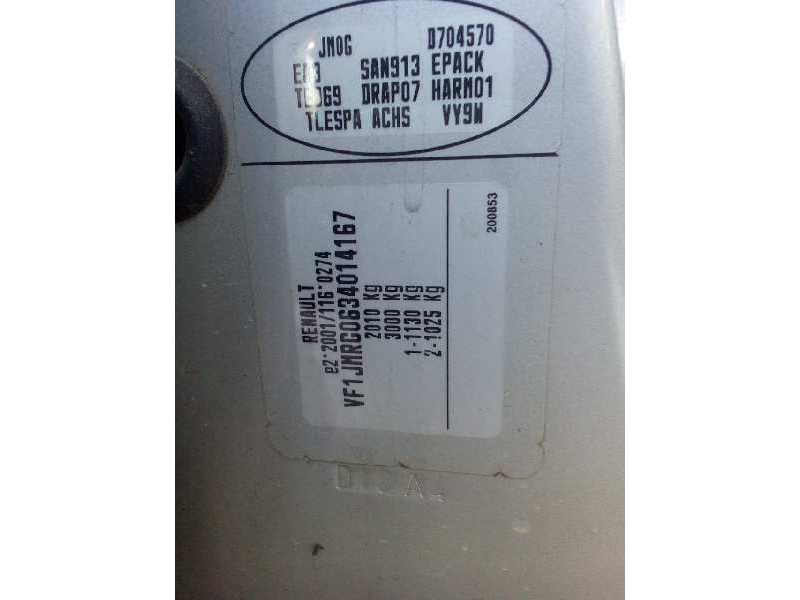 JM0G D704570
SAN913 EPACK
DRAP07 HARM01
TLESPA ACHS VY9W
RENAULT
e2*2001/116*0274
VF1JMRG0634014167
2010 Kg
3000 Kg
1-1130 Kg
2-1025 Kg
200853